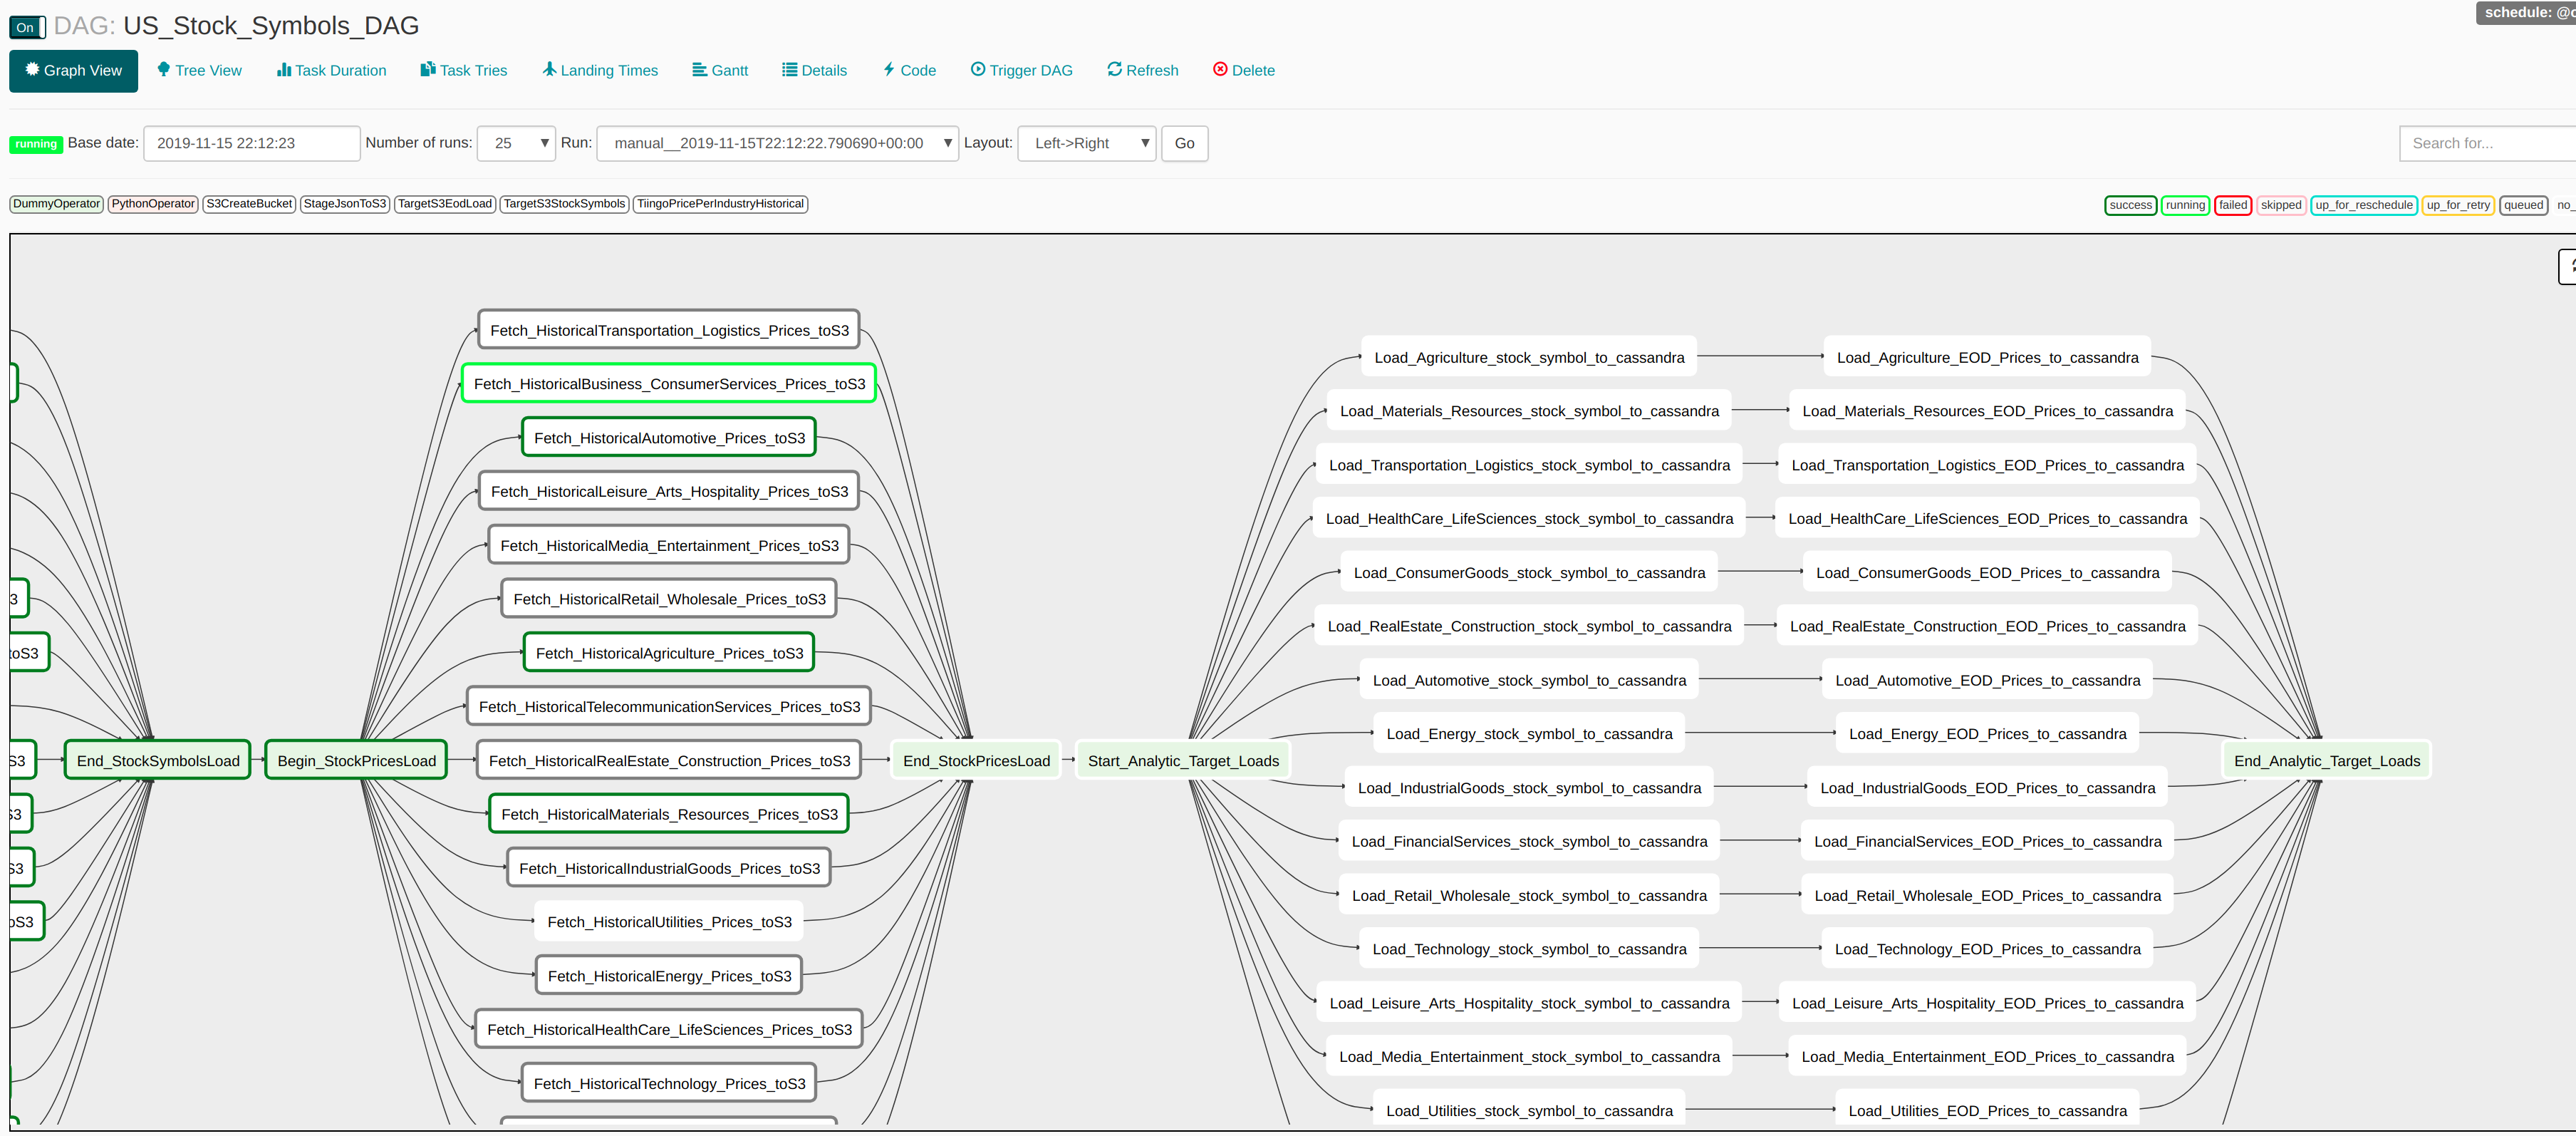 On DAG: US_Stock_Symbols_DAG
schedule: @
Graph View Tree View Task Duration Task Tries Landing Times Gantt Details Code Trigger DAG Refresh Delete
running Base date: 2019-11-15 22:12:23 Number of runs: 25 Run: manual__2019-11-15T22:12:22.790690+00:00 Layout: Left->Right Go Search for...
DummyOperator PythonOperator S3CreateBucket StageJsonToS3 TargetS3EodLoad TargetS3StockSymbols TiingoPricePerIndustryHistorical
success running failed skipped up_for_reschedule up_for_retry queued no_
3
toS3
S3
S3
S3
oS3
End_StockSymbolsLoad
Begin_StockPricesLoad
Fetch_HistoricalTransportation_Logistics_Prices_toS3
Fetch_HistoricalBusiness_ConsumerServices_Prices_toS3
Fetch_HistoricalAutomotive_Prices_toS3
Fetch_HistoricalLeisure_Arts_Hospitality_Prices_toS3
Fetch_HistoricalMedia_Entertainment_Prices_toS3
Fetch_HistoricalRetail_Wholesale_Prices_toS3
Fetch_HistoricalAgriculture_Prices_toS3
Fetch_HistoricalTelecommunicationServices_Prices_toS3
Fetch_HistoricalRealEstate_Construction_Prices_toS3
Fetch_HistoricalMaterials_Resources_Prices_toS3
Fetch_HistoricalIndustrialGoods_Prices_toS3
Fetch_HistoricalUtilities_Prices_toS3
Fetch_HistoricalEnergy_Prices_toS3
Fetch_HistoricalHealthCare_LifeSciences_Prices_toS3
Fetch_HistoricalTechnology_Prices_toS3
End_StockPricesLoad
Start_Analytic_Target_Loads
Load_Agriculture_stock_symbol_to_cassandra
Load_Agriculture_EOD_Prices_to_cassandra
Load_Materials_Resources_stock_symbol_to_cassandra
Load_Materials_Resources_EOD_Prices_to_cassandra
Load_Transportation_Logistics_stock_symbol_to_cassandra
Load_Transportation_Logistics_EOD_Prices_to_cassandra
Load_HealthCare_LifeSciences_stock_symbol_to_cassandra
Load_HealthCare_LifeSciences_EOD_Prices_to_cassandra
Load_ConsumerGoods_stock_symbol_to_cassandra
Load_ConsumerGoods_EOD_Prices_to_cassandra
Load_RealEstate_Construction_stock_symbol_to_cassandra
Load_RealEstate_Construction_EOD_Prices_to_cassandra
Load_Automotive_stock_symbol_to_cassandra
Load_Automotive_EOD_Prices_to_cassandra
Load_Energy_stock_symbol_to_cassandra
Load_Energy_EOD_Prices_to_cassandra
Load_IndustrialGoods_stock_symbol_to_cassandra
Load_IndustrialGoods_EOD_Prices_to_cassandra
Load_FinancialServices_stock_symbol_to_cassandra
Load_FinancialServices_EOD_Prices_to_cassandra
Load_Retail_Wholesale_stock_symbol_to_cassandra
Load_Retail_Wholesale_EOD_Prices_to_cassandra
Load_Technology_stock_symbol_to_cassandra
Load_Technology_EOD_Prices_to_cassandra
Load_Leisure_Arts_Hospitality_stock_symbol_to_cassandra
Load_Leisure_Arts_Hospitality_EOD_Prices_to_cassandra
Load_Media_Entertainment_stock_symbol_to_cassandra
Load_Media_Entertainment_EOD_Prices_to_cassandra
Load_Utilities_stock_symbol_to_cassandra
Load_Utilities_EOD_Prices_to_cassandra
End_Analytic_Target_Loads